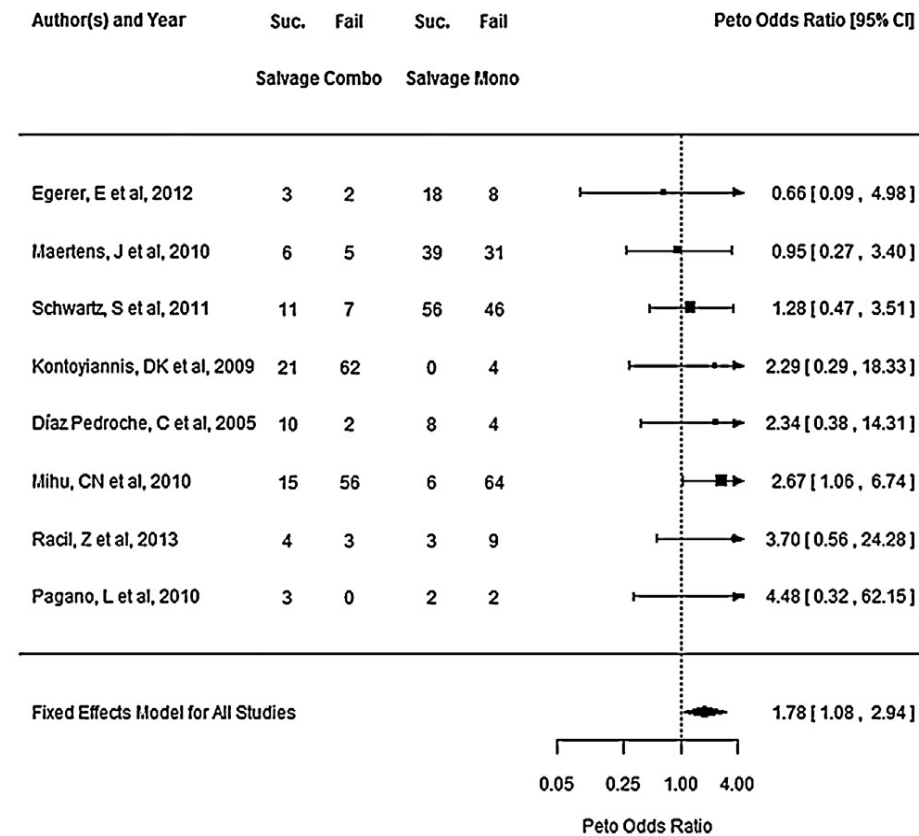 Author(s) and Year Suc. Fail Suc. Fail Peto Odds Ratio [95% CI]
Salvage Combo Salvage Mono
Egerer, E et al, 2012 3 2 18 8 0.66 [ 0.09 , 4.98 ]
Maertens, J et al, 2010 6 5 39 31 0.95 [ 0.27 , 3.40 ]
Schwartz, S et al, 2011 11 7 56 46 1.28 [ 0.47 , 3.51 ]
Kontoyiannis, DK et al, 2009 21 62 0 4 2.29 [ 0.29 , 18.33 ]
Díaz Pedroche, C et al, 2005 10 2 8 4 2.34 [ 0.38 , 14.31 ]
Mihu, CN et al, 2010 15 56 6 64 2.67 [ 1.06 , 6.74 ]
Racil, Z et al, 2013 4 3 3 9 3.70 [ 0.56 , 24.28 ]
Pagano, L et al, 2010 3 0 2 2 4.48 [ 0.32 , 62.15 ]
Fixed Effects Model for All Studies 1.78 [ 1.08 , 2.94 ]
0.05 0.25 1.00 4.00
Peto Odds Ratio